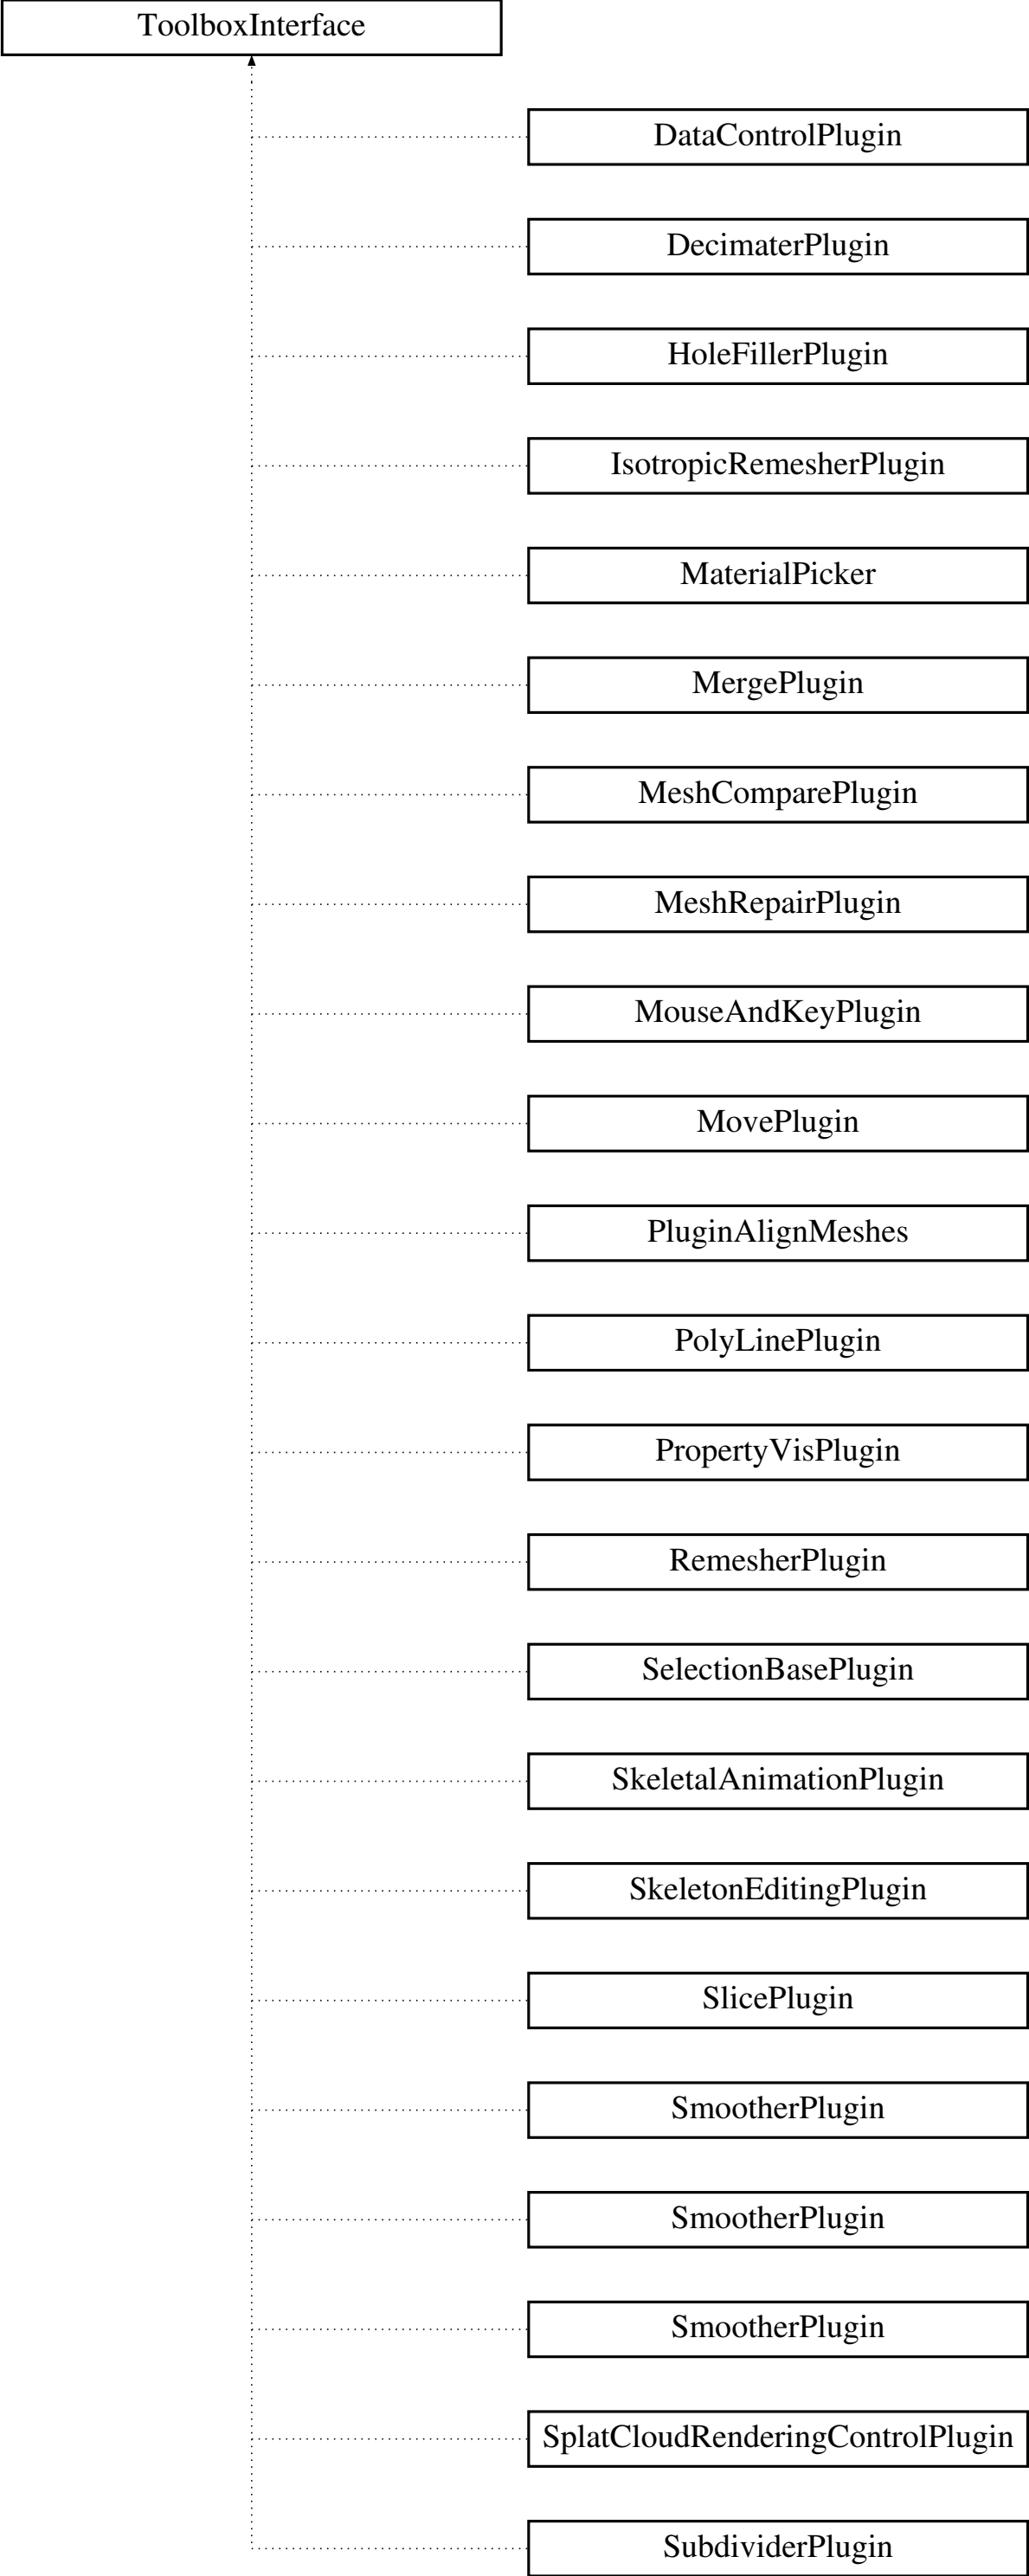 ToolboxInterface
DataControlPlugin
DecimaterPlugin
HoleFillerPlugin
IsotropicRemesherPlugin
MaterialPicker
MergePlugin
MeshComparePlugin
MeshRepairPlugin
MouseAndKeyPlugin
MovePlugin
PluginAlignMeshes
PolyLinePlugin
PropertyVisPlugin
RemesherPlugin
SelectionBasePlugin
SkeletalAnimationPlugin
SkeletonEditingPlugin
SlicePlugin
SmootherPlugin
SmootherPlugin
SmootherPlugin
SplatCloudRenderingControlPlugin
SubdividerPlugin